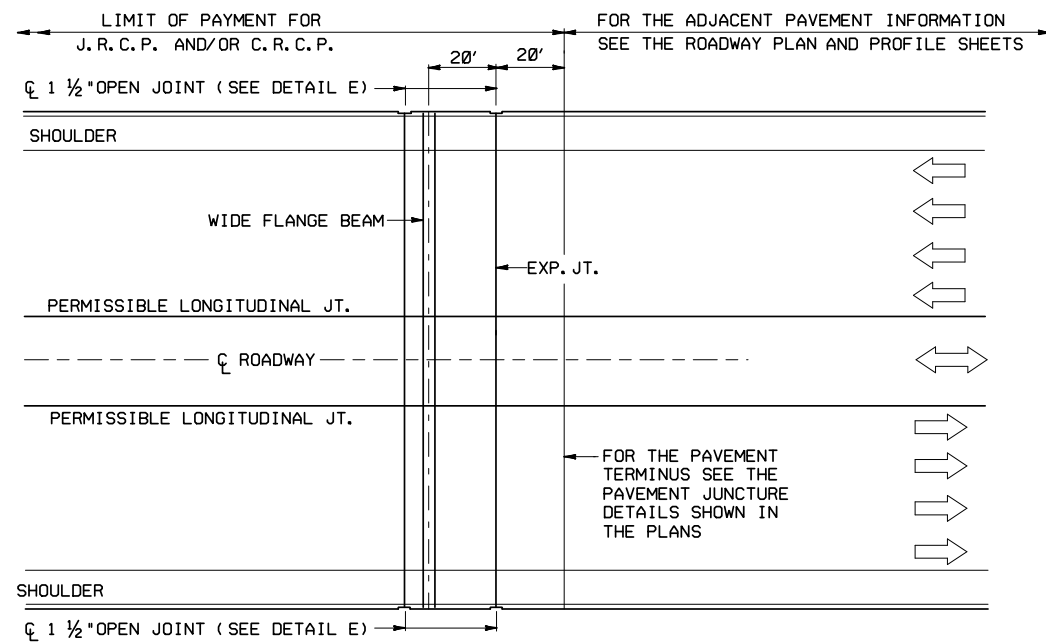 LIMIT OF PAYMENT FOR
J.R.C.P. AND/OR C.R.C.P.
FOR THE ADJACENT PAVEMENT INFORMATION
SEE THE ROADWAY PLAN AND PROFILE SHEETS
20'
20'
℄ 1 ½"OPEN JOINT (SEE DETAIL E)
SHOULDER
WIDE FLANGE BEAM
EXP. JT.
PERMISSIBLE LONGITUDINAL JT.
℄ ROADWAY
PERMISSIBLE LONGITUDINAL JT.
FOR THE PAVEMENT
TERMINUS SEE THE
PAVEMENT JUNCTURE
DETAILS SHOWN IN
THE PLANS
SHOULDER
℄ 1 ½"OPEN JOINT (SEE DETAIL E)